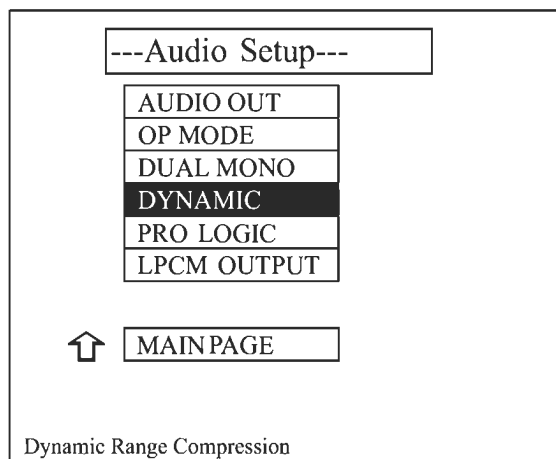 ---Audio Setup---
AUDIO OUT
OP MODE
DUAL MONO
DYNAMIC
PRO LOGIC
LPCM OUTPUT
MAIN PAGE
Dynamic Range Compression